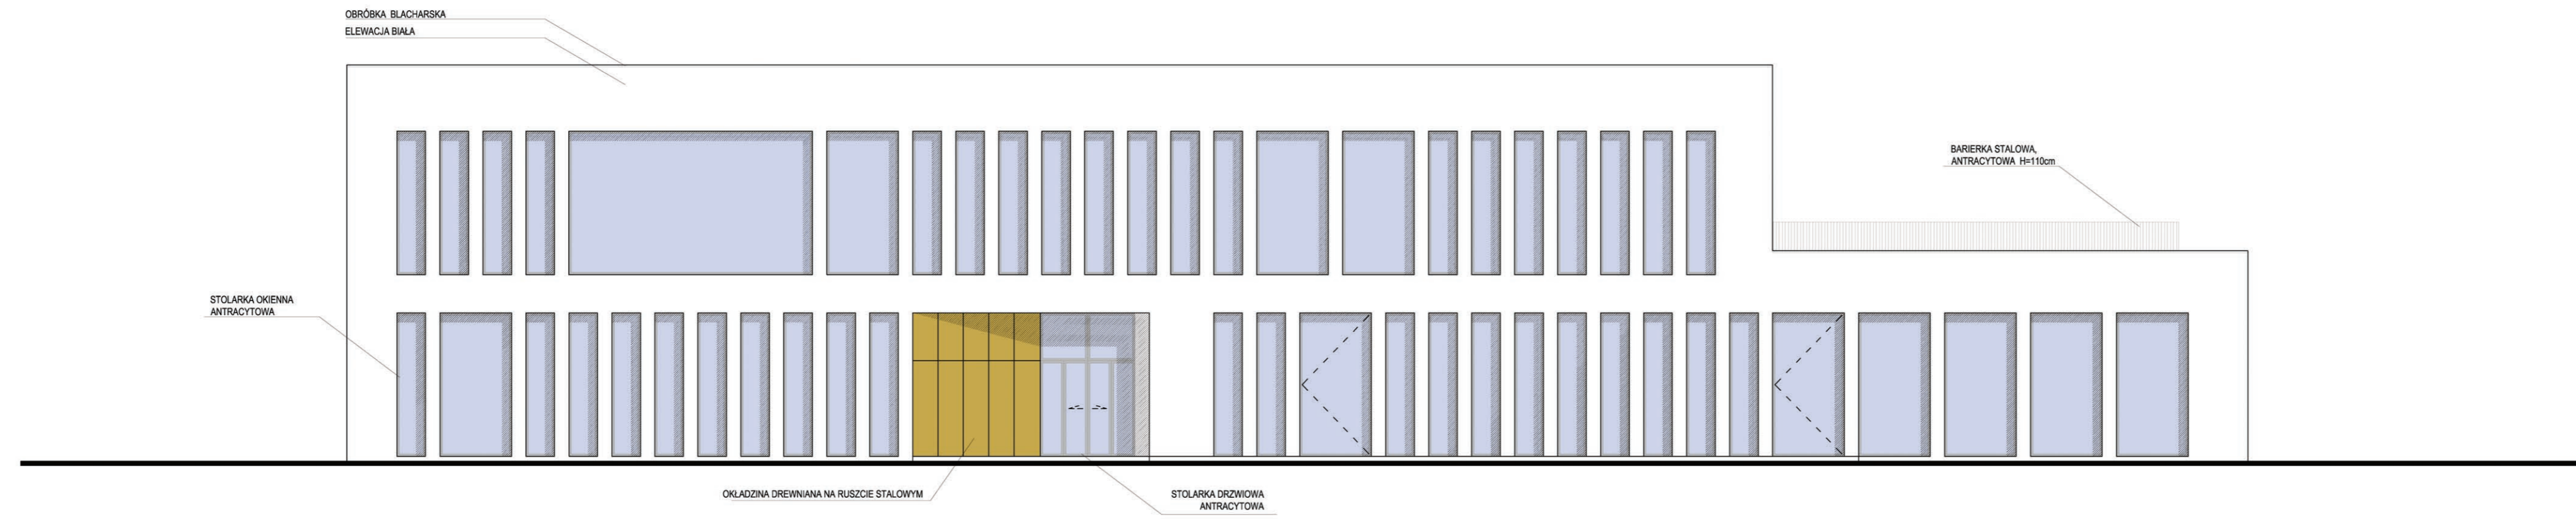 OBRÓBKA BLACHARSKA
ELEWACJA BIAŁA
BARIERKA STALOWA,
ANTRACYTOWA H=110cm
STOLARKA OKIENNA
ANTRACYTOWA
OKŁADZINA DREWNIANA NA RUSZCIE STALOWYM
STOLARKA DRZWIOWA
ANTRACYTOWA